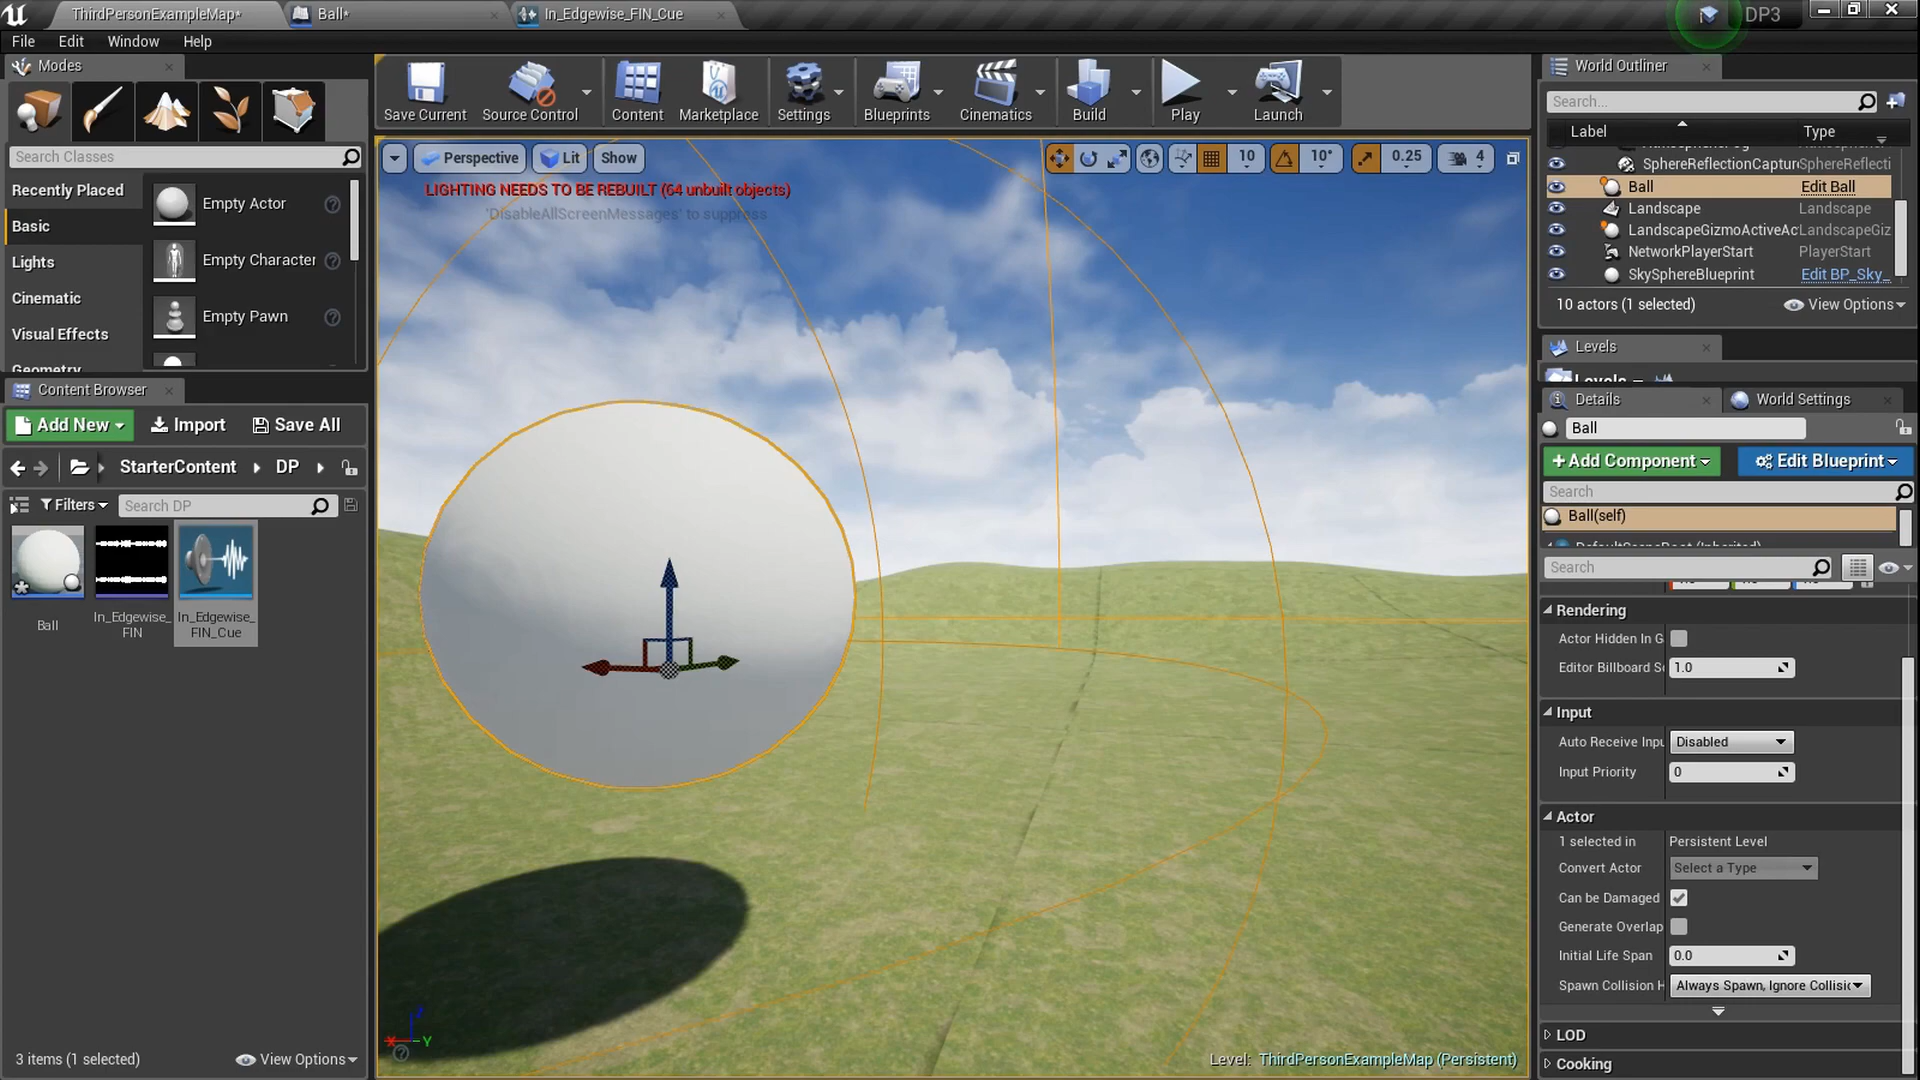 ThirdPersonExampleMap*
Ball*
In_Edgewise_FIN_Cue
DP3
File
Edit
Window
Help
Modes
Search Classes
Recently Placed
Basic
Lights
Cinematic
Visual Effects
Geometry
Empty Actor
Empty Character
Empty Pawn
Content Browser
Add New
Import
Save All
StarterContent
DP
Filters
Search DP
Ball
In_Edgewise_
FIN
In_Edgewise_
FIN_Cue
3 items (1 selected)
View Options
Save Current
Source Control
Content
Marketplace
Settings
Blueprints
Cinematics
Build
Play
Launch
Perspective
Lit
Show
10
10°
0.25
4
LIGHTING NEEDS TO BE REBUILT (64 unbuilt objects)
'DisableAllScreenMessages' to suppress
X
Y
Z
Level: ThirdPersonExampleMap (Persistent)
World Outliner
Search...
Label
Type
SphereReflectionCapture
SphereReflecti
Ball
Edit Ball
Landscape
Landscape
LandscapeGizmoActiveAc
LandscapeGiz
NetworkPlayerStart
PlayerStart
SkySphereBlueprint
Edit BP_Sky_
10 actors (1 selected)
View Options
Levels
Levels
Details
World Settings
Ball
+Add Component
Edit Blueprint
Search
Ball(self)
Search
Rendering
Actor Hidden In G
Editor Billboard Sc
1.0
Input
Auto Receive Inpu
Disabled
Input Priority
0
Actor
1 selected in
Persistent Level
Convert Actor
Select a Type
Can be Damaged
Generate Overlap
Initial Life Span
0.0
Spawn Collision H
Always Spawn, Ignore Collisic
LOD
Cooking